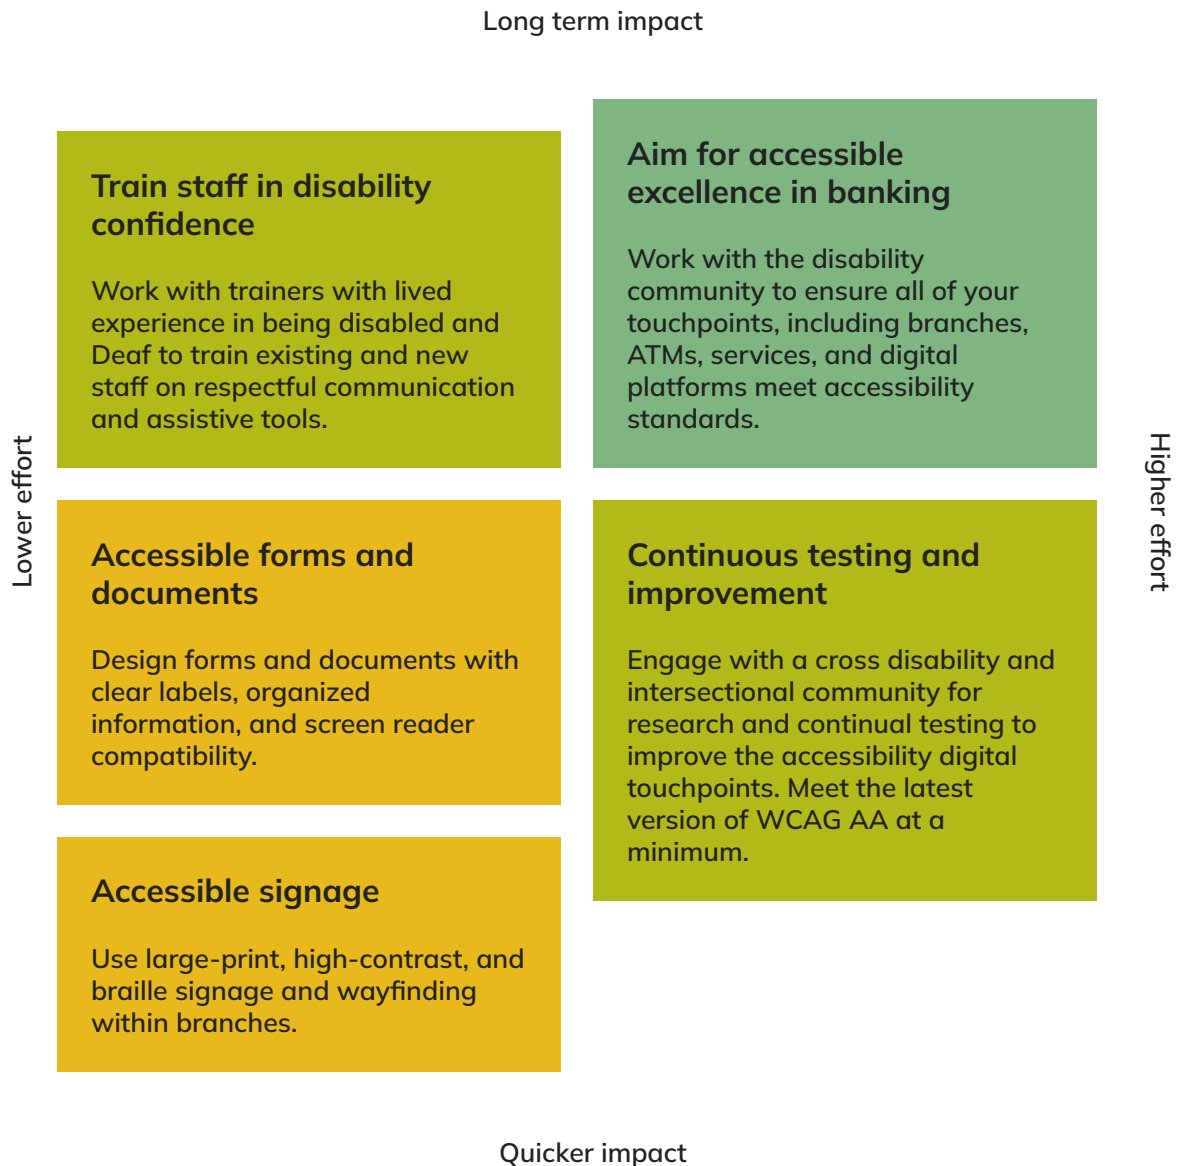 Long term impact
Train staff in disability
confidence
Work with trainers with lived
experience in being disabled and
Deaf to train existing and new
staff on respectful communication
and assistive tools.
Aim for accessible
excellence in banking
Work with the disability
community to ensure all of your
touchpoints, including branches,
ATMs, services, and digital
platforms meet accessibility
standards.
Lower effort
Higher effort
Accessible forms and
documents
Design forms and documents with
clear labels, organized
information, and screen reader
compatibility.
Continuous testing and
improvement
Engage with a cross disability and
intersectional community for
research and continual testing to
improve the accessibility digital
touchpoints. Meet the latest
version of WCAG AA at a
minimum.
Accessible signage
Use large-print, high-contrast, and
braille signage and wayfinding
within branches.
Quicker impact